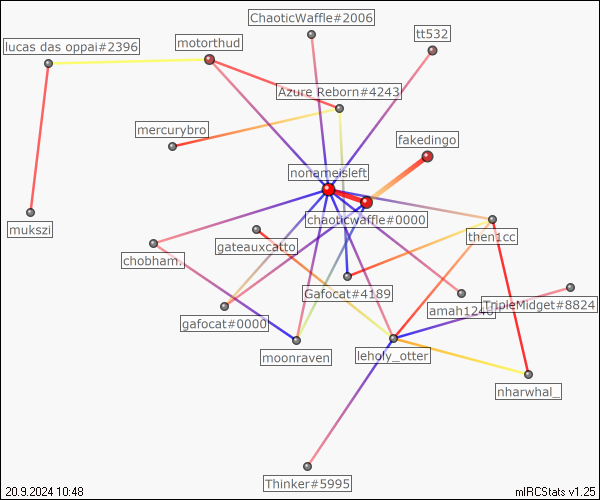 ChaoticWaffle#2006
tt532
lucas das oppai#2396
motorthud
Azure Reborn#4243
mercurybro
fakedingo
nonameisleft
chaoticwaffle#0000
mukszi
then1cc
gateauxcatto
chobham.
Gafocat#4189
amah1240
TripleMidget#8824
gafocat#0000
moonraven
leholy_otter
nharwhal_
Thinker#5995
20.9.2024 10:48
mIRCStats v1.25